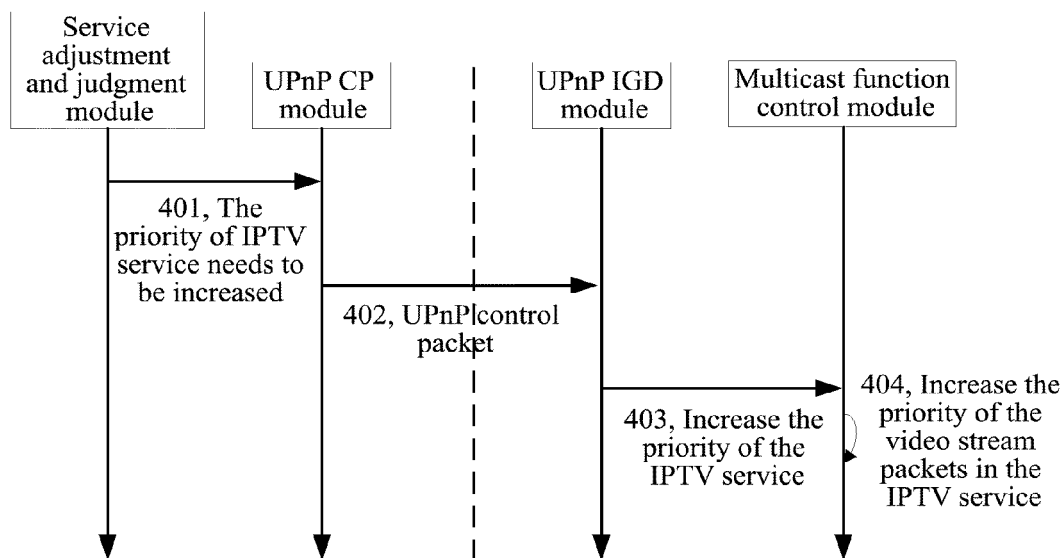 Service
adjustment
and judgment
module
UPnP CP
module
UPnP IGD
module
Multicast function
control module
401, The
priority of IPTV
service needs to
be increased
402, UPnP control
packet
403, Increase the
priority of the
IPTV service
404, Increase the
priority of the
video stream
packets in the
IPTV service